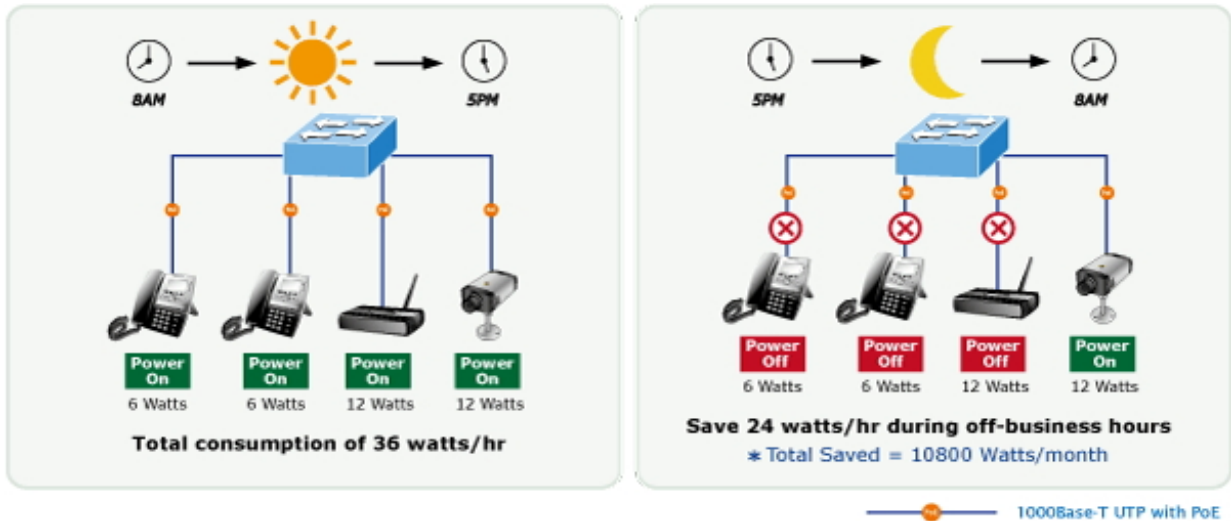 8AM
5PM
Power
On
6 Watts
Power
On
6 Watts
Power
On
12 Watts
Power
On
12 Watts
Total consumption of 36 watts/hr
5PM
8AM
Power
Off
6 Watts
Power
Off
6 Watts
Power
Off
12 Watts
Power
On
12 Watts
Save 24 watts/hr during off-business hours
* Total Saved = 10800 Watts/month
PoE 1000Base-T UTP with PoE